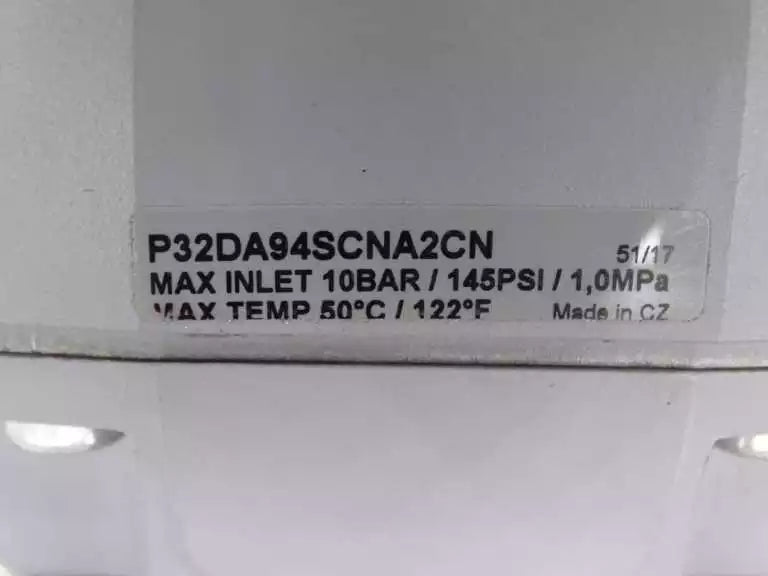 P32DA94SCNA2CN 51/17
MAX INLET 10BAR / 145PSI / 1,0MPa
MAX TEMP 50°C / 122°F Made in CZ